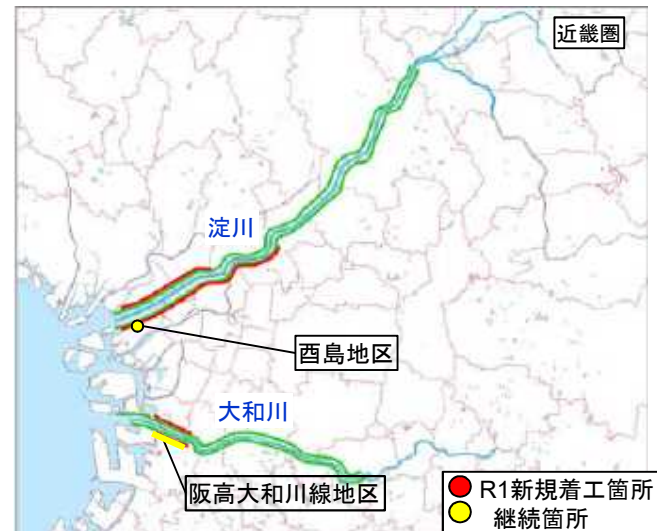 近畿圏
淀川
酉島地区
大和川
阪高大和川線地区
R1新規着工箇所
継続箇所